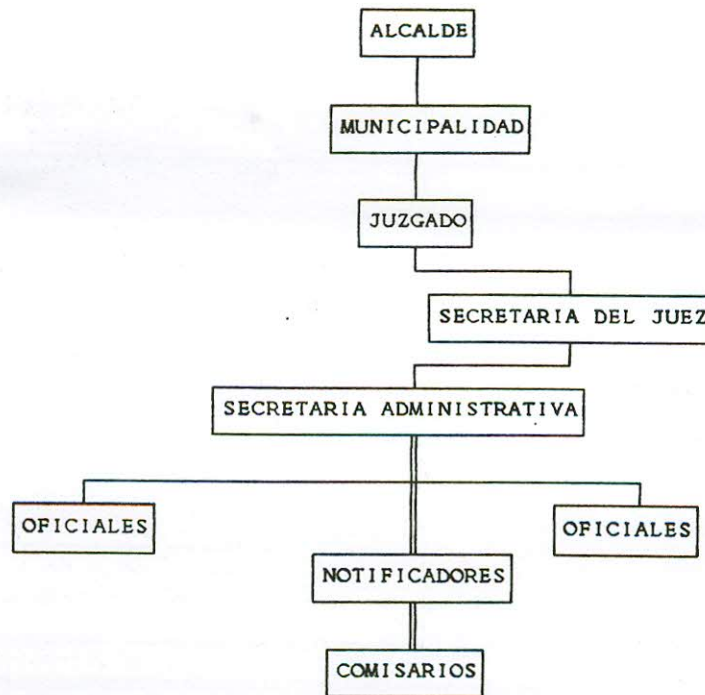 ALCALDE
MUNICIPALIDAD
JUZGADO
SECRETARIA DEL JUEZ
SECRETARIA ADMINISTRATIVA
OFICIALES
OFICIALES
NOTIFICADORES
COMISARIOS